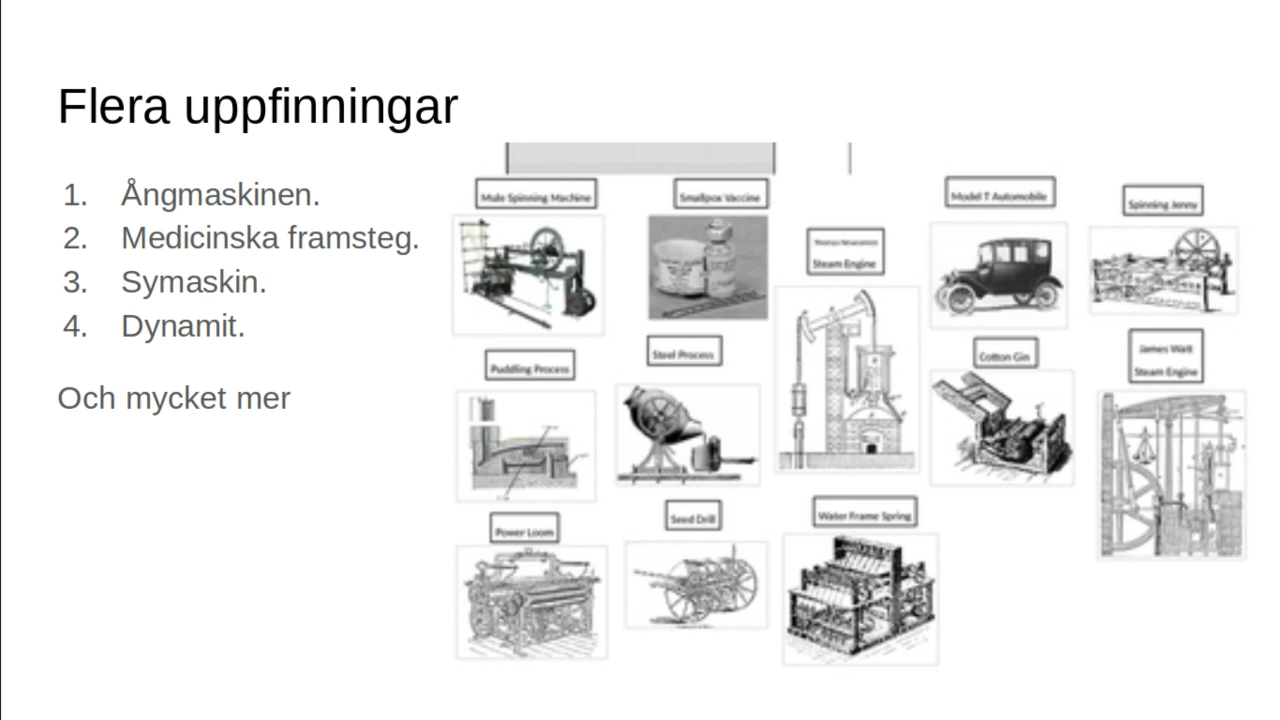 Flera uppfinningar
1. Ångmaskinen.
2. Medicinska framsteg.
3. Symaskin.
4. Dynamit.
Och mycket mer
Mule Spinning Machine
Smallpox Vaccine
Thomas Newcomen
Steam Engine
Model T Automobile
Spinning Jenny
Puddling Process
Steel Process
Cotton Gin
James Watt
Steam Engine
Power Loom
Seed Drill
Water Frame Spring